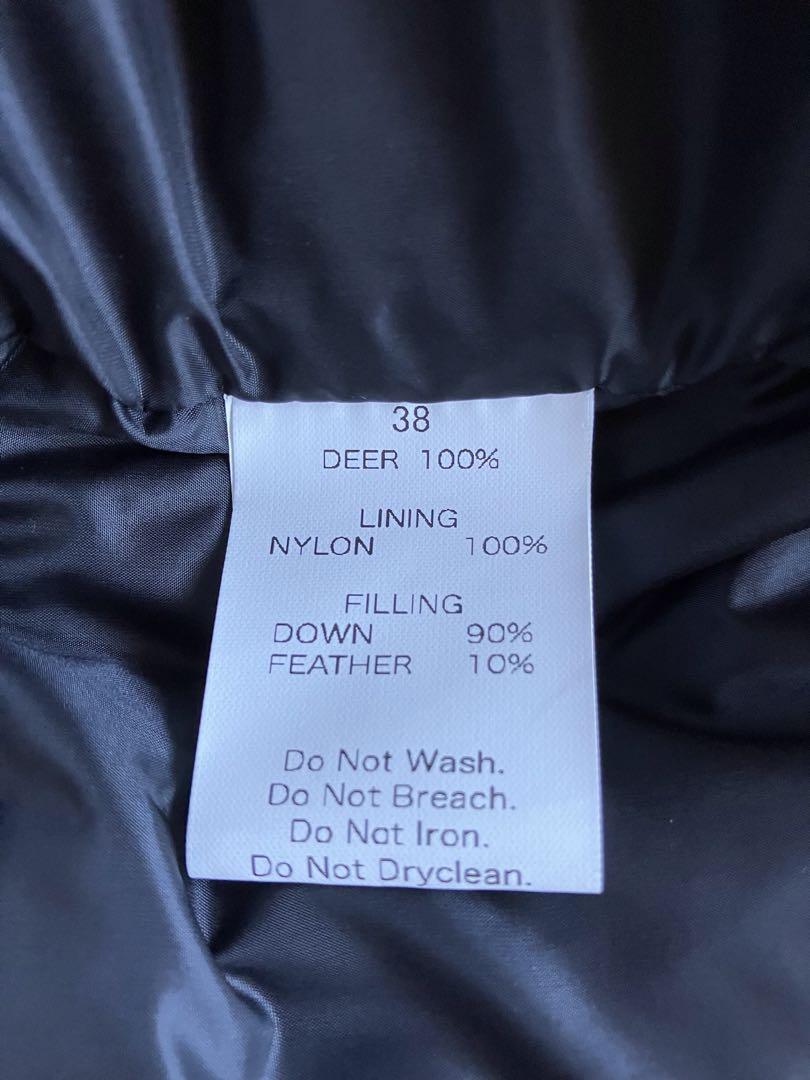 38
DEER 100%
LINING
NYLON 100%
FILLING
DOWN 90%
FEATHER 10%
Do Not Wash.
Do Not Breach.
Do Not Iron.
Do Not Dryclean.